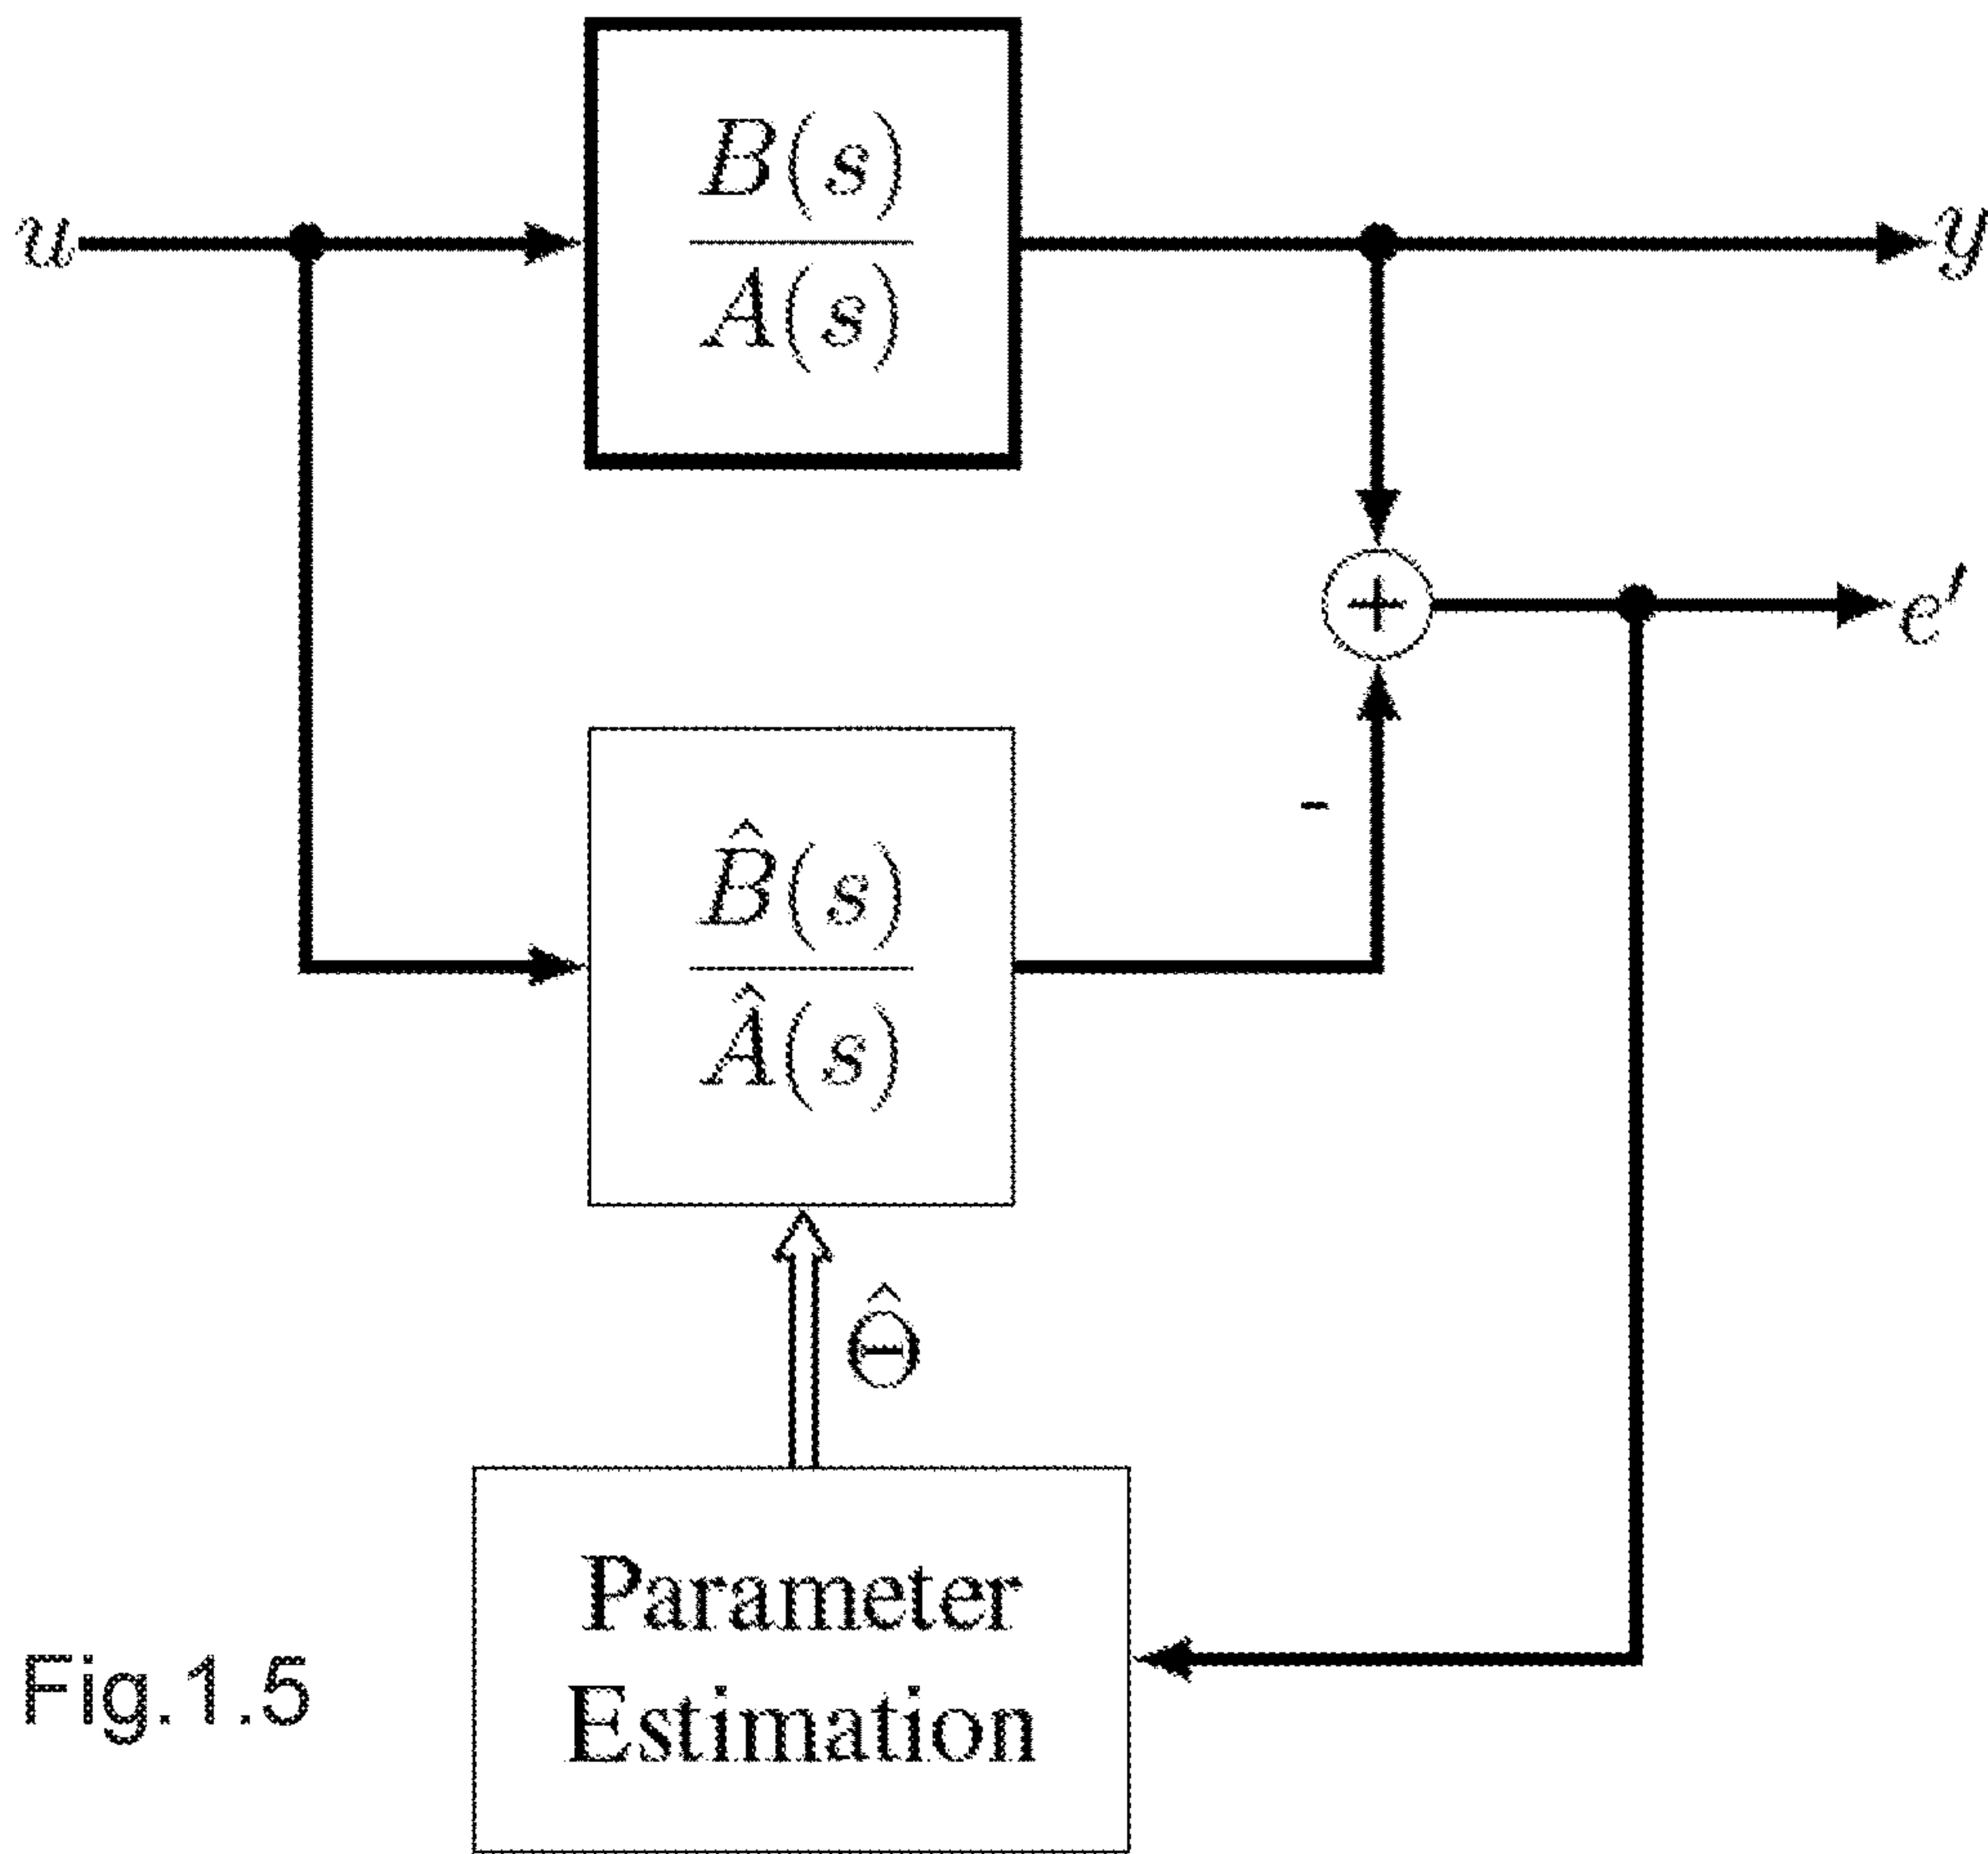 B(s)
A(s)
u
y
+
e′
-
B̂(s)
Â(s)
Θ̂
Parameter
Estimation
Fig.1.5